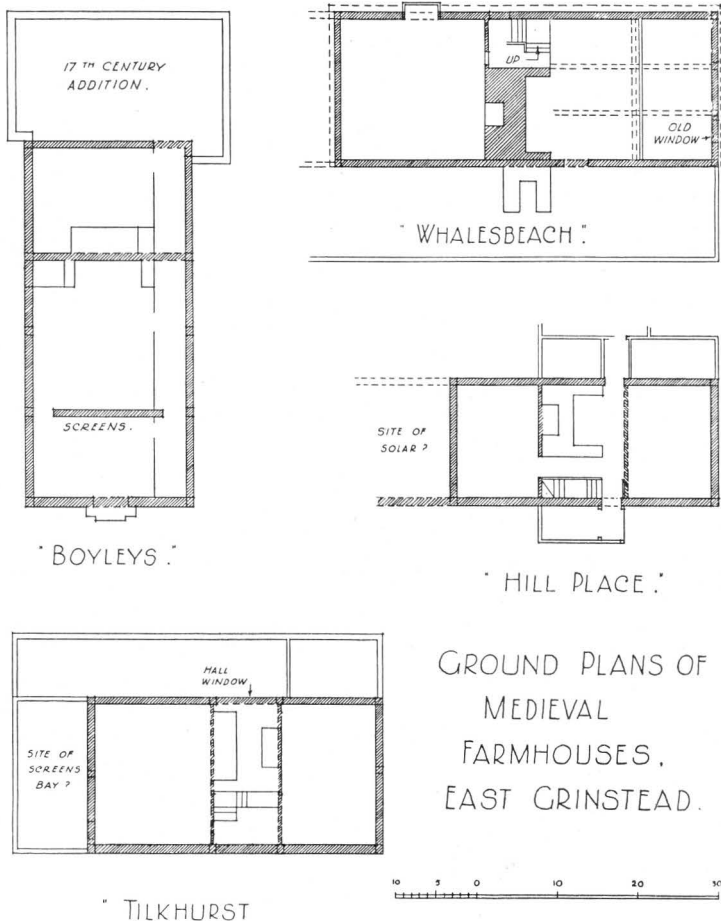 17TH CENTURY
ADDITION.
SCREENS.
"BOYLEYS."
UP
OLD
WINDOW
"WHALESBEACH".
SITE OF
SOLAR?
"HILL PLACE."
HALL
WINDOW
SITE OF
SCREENS
BAY?
"TILKHURST
GROUND PLANS OF
MEDIEVAL
FARMHOUSES.
EAST GRINSTEAD.
10 5 0 10 20 30